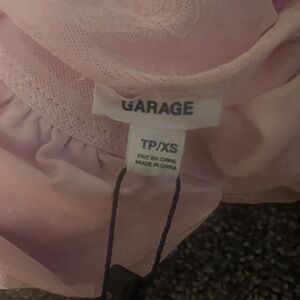 GARAGE
TP/XS
FAIT EN CHINE
MADE IN CHINA